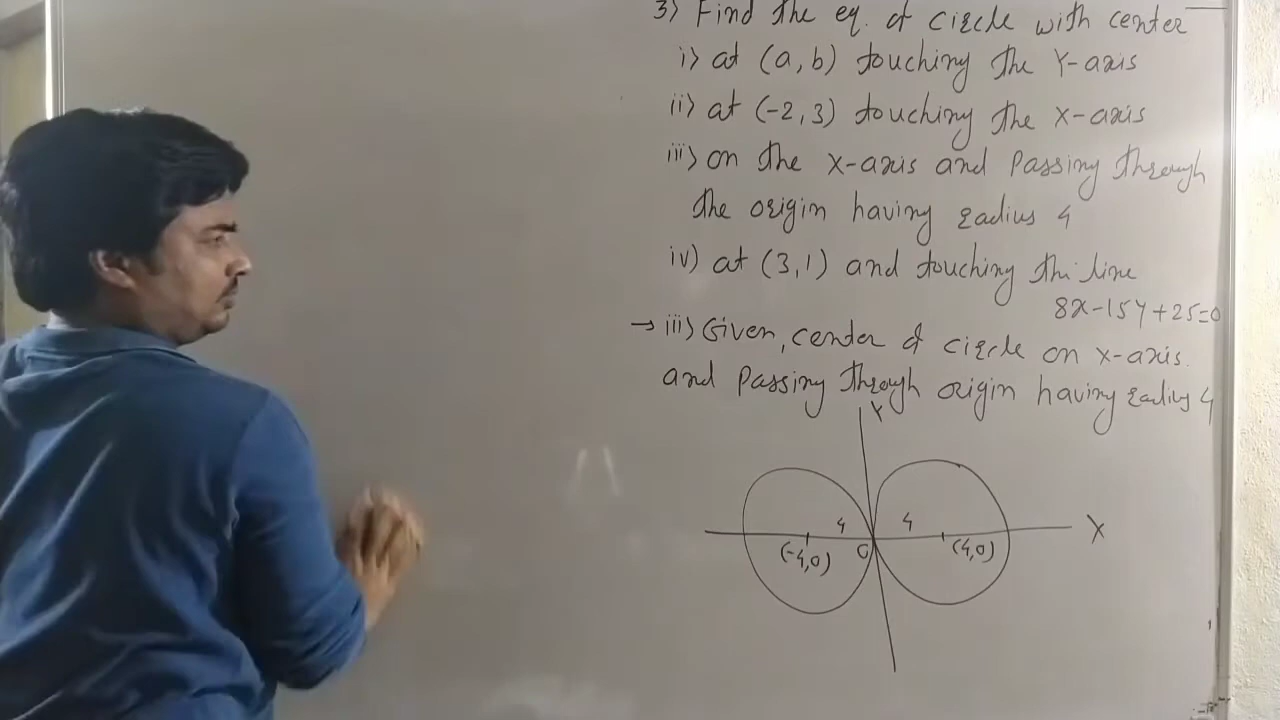 3) Find the eq. of circle with center
i) at (a, b) touching the Y-axis
ii) at (-2, 3) touching the X-axis
iii) on the X-axis and Passing through
the origin having radius 4
iv) at (3, 1) and touching the line
8x-15y+25=0
→ iii) Given, center of circle on X-axis.
and Passing through origin having radius 4
Y
4 4
X
(-4,0) O (4,0)